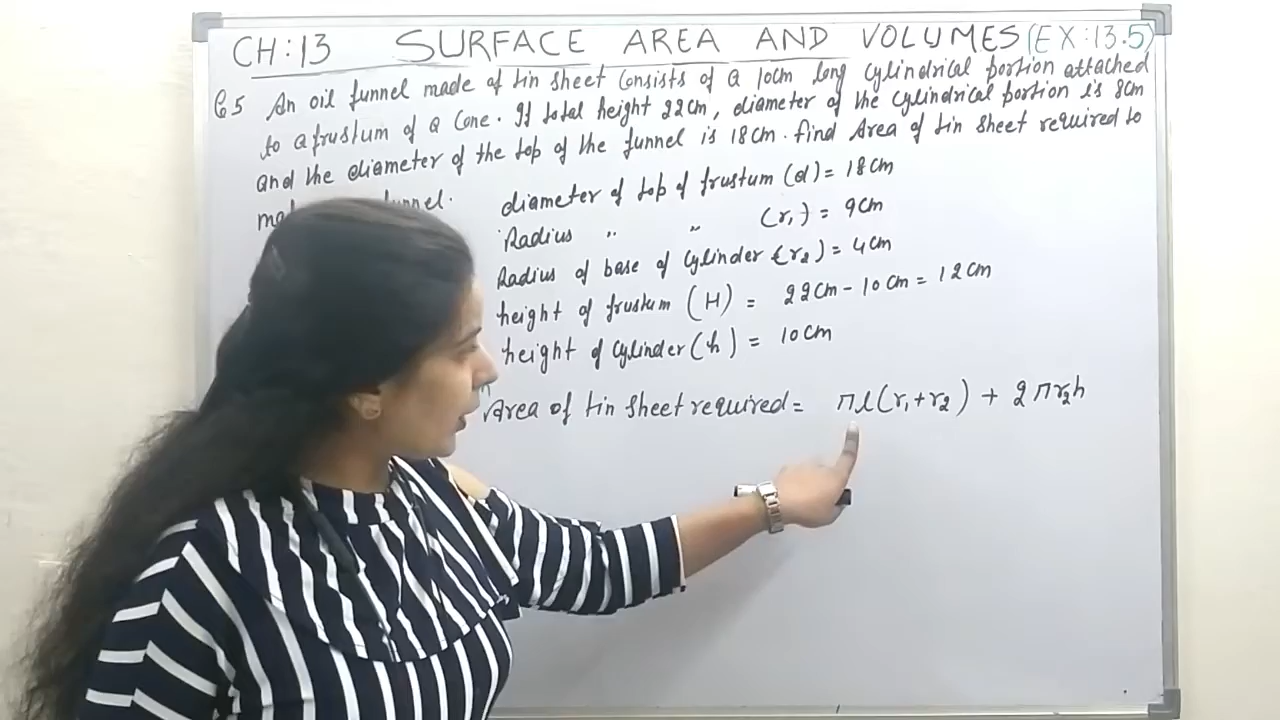 CH:13 SURFACE AREA AND VOLUMES (EX:13.5)
Q5 An oil funnel made of tin sheet consists of a 10cm long cylindrical portion attached
to a frustum of a cone. If total height 22cm, diameter of the cylindrical portion is 8cm
and the diameter of the top of the funnel is 18cm. find Area of tin sheet required to
diameter of top of frustum (d) = 18cm
Radius " " (r₁) = 9cm
Radius of base of cylinder (r₂) = 4cm
height of frustum (H) = 22cm - 10cm = 12cm
height of cylinder (h) = 10cm
Area of tin sheet required = πl(r₁+r₂) + 2πr₂h